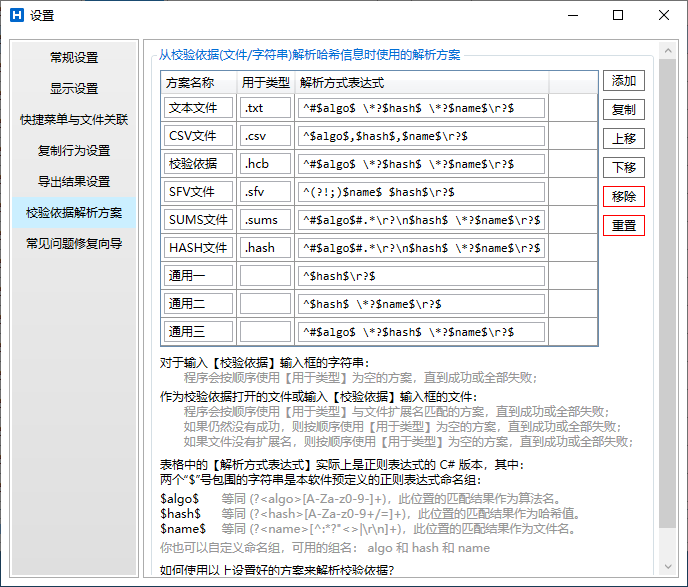 设置
常规设置
显示设置
快捷菜单与文件关联
复制行为设置
导出结果设置
校验依据解析方案
常见问题修复向导
从校验依据(文件/字符串)解析哈希信息时使用的解析方案
方案名称 用于类型 解析方式表达式
文本文件 .txt ^#$algo$ \*?$hash$ \*?$name$\r?$
CSV文件 .csv ^$algo$,$hash$,$name$\r?$
校验依据 .hcb ^#$algo$ \*?$hash$ \*?$name$\r?$
SFV文件 .sfv ^(?!;)$name$ $hash$\r?$
SUMS文件 .sums ^#$algo$#.*\r?\n$hash$ \*?$name$\r?$
HASH文件 .hash ^#$algo$#.*\r?\n$hash$ \*?$name$\r?$
通用一 ^$hash$\r?$
通用二 ^$hash$ \*?$name$\r?$
通用三 ^#$algo$ \*?$hash$ \*?$name$\r?$
添加
复制
上移
下移
移除
重置
对于输入【校验依据】输入框的字符串：
程序会按顺序使用【用于类型】为空的方案，直到成功或全部失败；
作为校验依据打开的文件或输入【校验依据】输入框的文件：
程序会按顺序使用【用于类型】与文件扩展名匹配的方案，直到成功或全部失败；
如果仍然没有成功，则按顺序使用【用于类型】为空的方案，直到成功或全部失败；
如果文件没有扩展名，则按顺序使用【用于类型】为空的方案，直到成功或全部失败；
表格中的【解析方式表达式】实际上是正则表达式的 C# 版本，其中：
两个“$”号包围的字符串是本软件预定义的正则表达式命名组：
$algo$ 等同 (?<algo>[A-Za-z0-9-]+)，此位置的匹配结果作为算法名。
$hash$ 等同 (?<hash>[A-Za-z0-9+/=]+)，此位置的匹配结果作为哈希值。
$name$ 等同 (?<name>[^:*?"<>|\r\n]+)，此位置的匹配结果作为文件名。
你也可以自定义命名组，可用的组名： algo 和 hash 和 name
如何使用以上设置好的方案来解析校验依据？